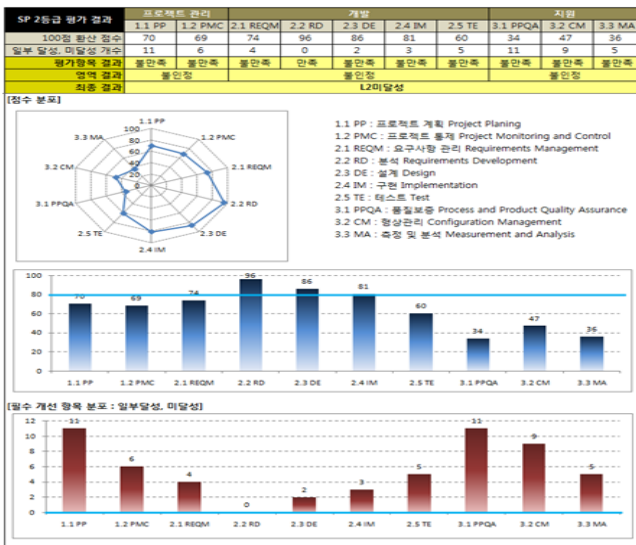 SP 2등급 평가 결과 프로젝트 관리 개발 지원
1.1 PP 1.2 PMC 2.1 REQM 2.2 RD 2.3 DE 2.4 IM 2.5 TE 3.1 PPQA 3.2 CM 3.3 MA
100점 환산 점수 70 69 74 96 86 81 60 34 47 36
일부 달성, 미달성 개수 11 6 4 0 2 3 5 11 9 5
평가항목 결과 불만족 불만족 불만족 만족 불만족 불만족 불만족 불만족 불만족 불만족
영역 결과 불인정 불인정 불인정
최종 결과 L2미달성
[점수 분포]
1.1 PP
100
80
60
40
20
0
1.2 PMC
2.1 REQM
2.2 RD
2.3 DE
2.4 IM
2.5 TE
3.1 PPQA
3.2 CM
3.3 MA
1.1 PP : 프로젝트 계획 Project Planing
1.2 PMC : 프로젝트 통제 Project Monitoring and Control
2.1 REQM : 요구사항 관리 Requirements Management
2.2 RD : 분석 Requirements Development
2.3 DE : 설계 Design
2.4 IM : 구현 Implementation
2.5 TE : 테스트 Test
3.1 PPQA : 품질보증 Process and Product Quality Assurance
3.2 CM : 형상관리 Configuration Management
3.3 MA : 측정 및 분석 Measurement and Analysis
100
80
60
40
20
0
70 69 74 96 86 81 60 34 47 36
1.1 PP 1.2 PMC 2.1 REQM 2.2 RD 2.3 DE 2.4 IM 2.5 TE 3.1 PPQA 3.2 CM 3.3 MA
[필수 개선 항목 분포 : 일부달성, 미달성]
12
10
8
6
4
2
0
11 6 4 0 2 3 5 11 9 5
1.1 PP 1.2 PMC 2.1 REQM 2.2 RD 2.3 DE 2.4 IM 2.5 TE 3.1 PPQA 3.2 CM 3.3 MA